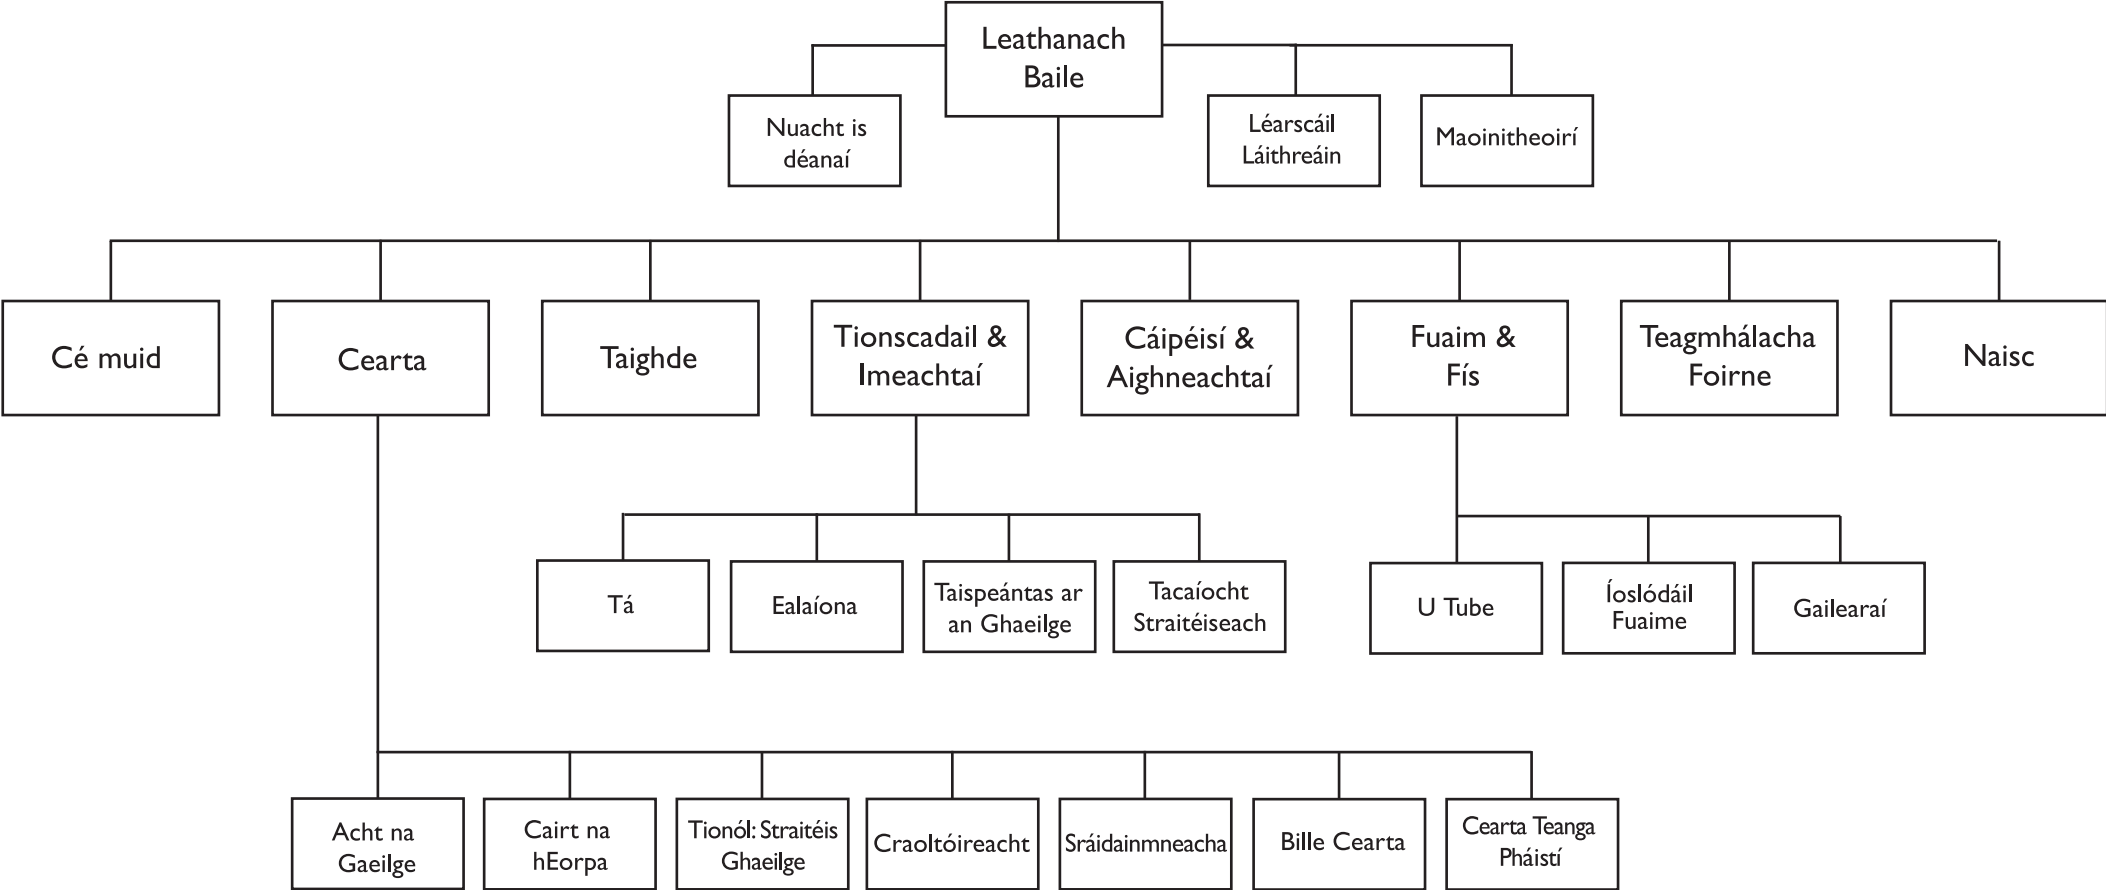 Leathanach
Baile
Nuacht is
déanaí
Léarscáil
Láithreáin
Maoinitheoirí
Cé muid
Cearta
Taighde
Tionscadail &
Imeachtaí
Cáipéisí &
Aighneachtaí
Fuaim &
Fís
Teagmhálacha
Foirne
Naisc
Tá
Ealaíona
Taispeántas ar
an Ghaeilge
Tacaíocht
Straitéiseach
U Tube
Íoslódáil
Fuaime
Gailearaí
Acht na
Gaeilge
Cairt na
hEorpa
Tionól: Straitéis
Ghaeilge
Craoltóireacht
Sráidainmneacha
Bille Cearta
Cearta Teanga
Pháistí